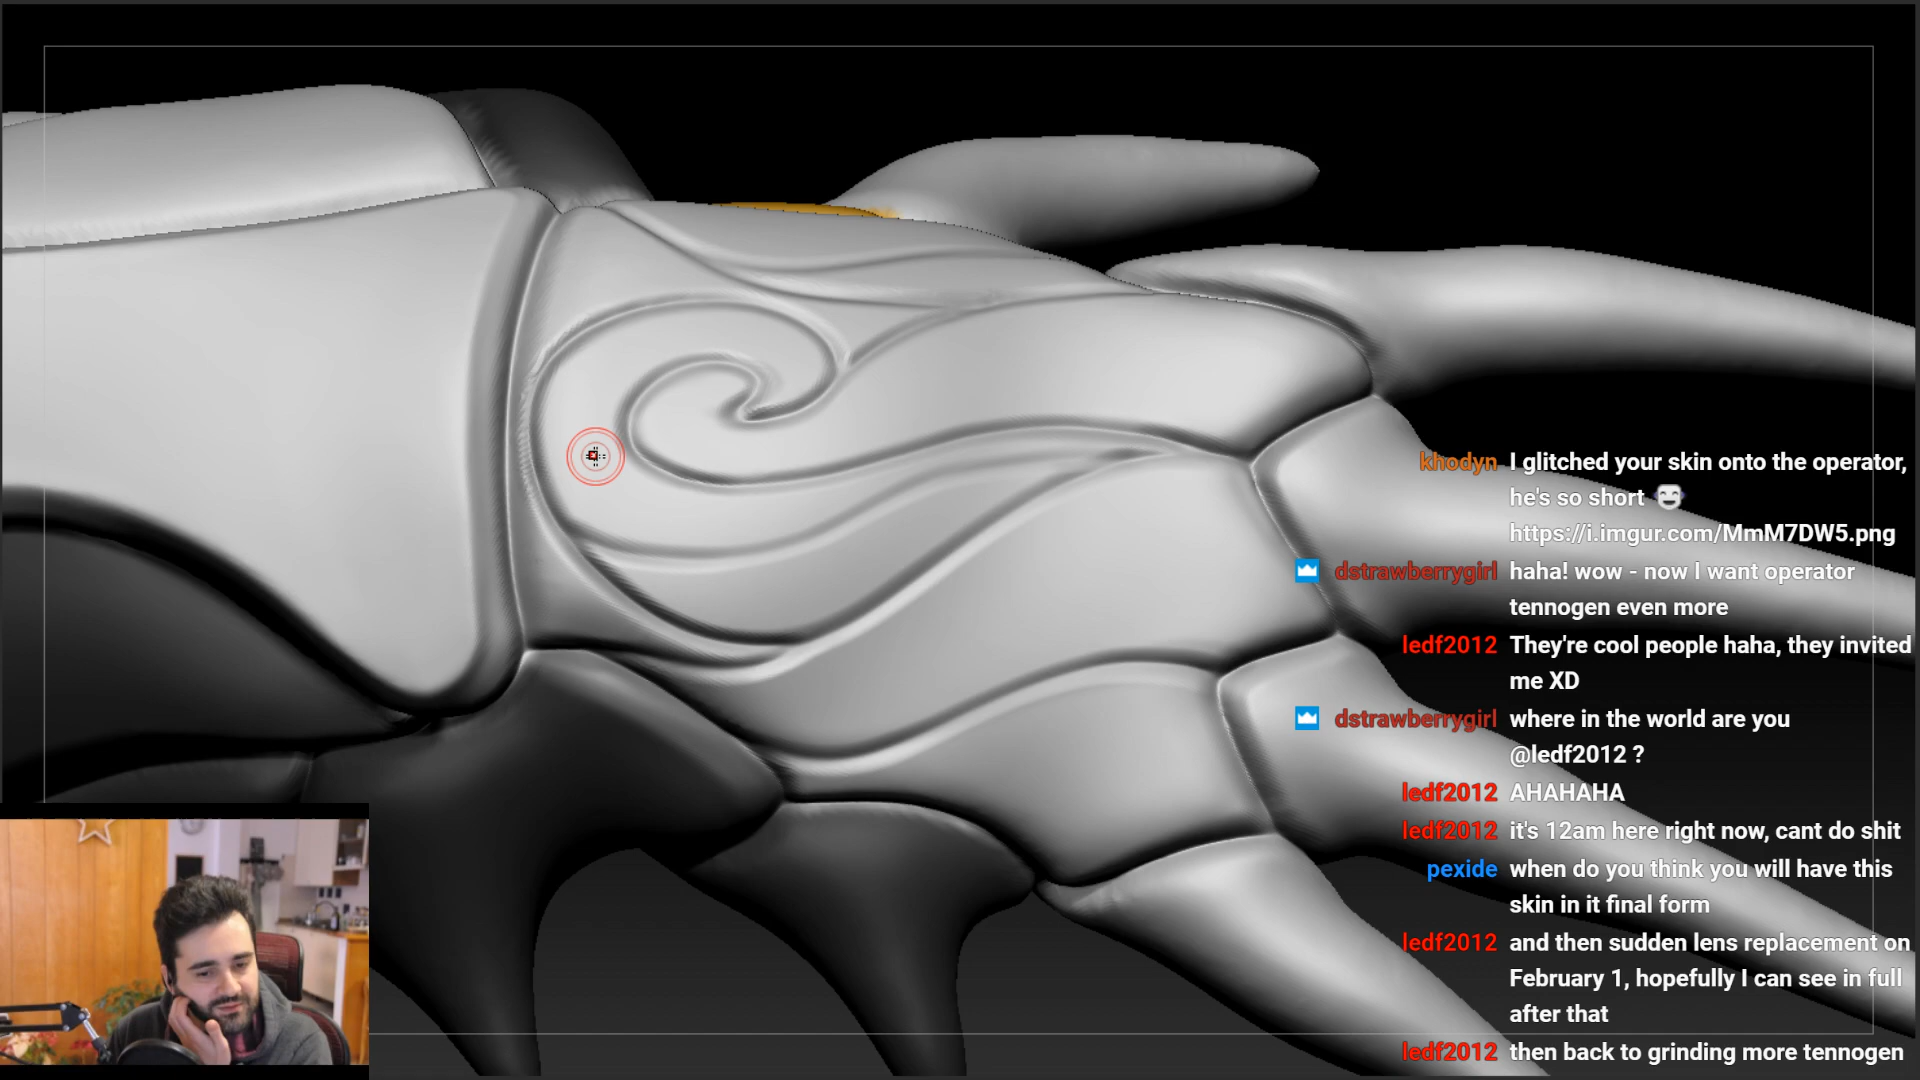 khodyn I glitched your skin onto the operator,
he's so short
https://i.imgur.com/MmM7DW5.png
dstrawberrygirl haha! wow - now I want operator
tennogen even more
ledf2012 They're cool people haha, they invited
me XD
dstrawberrygirl where in the world are you
@ledf2012 ?
ledf2012 AHAHAHA
ledf2012 it's 12am here right now, cant do shit
pexide when do you think you will have this
skin in it final form
ledf2012 and then sudden lens replacement on
February 1, hopefully I can see in full
after that
ledf2012 then back to grinding more tennogen